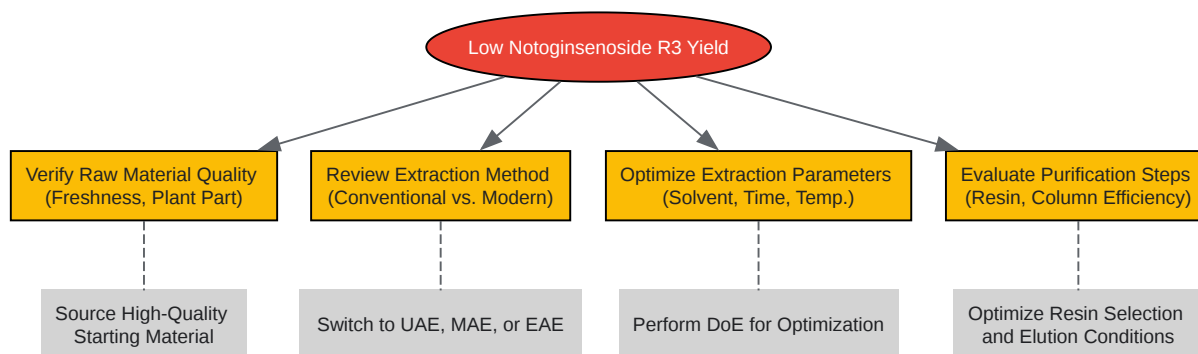 Low Notoginsenoside R3 Yield
Verify Raw Material Quality
(Freshness, Plant Part)
Review Extraction Method
(Conventional vs. Modern)
Optimize Extraction Parameters
(Solvent, Time, Temp.)
Evaluate Purification Steps
(Resin, Column Efficiency)
Source High-Quality
Starting Material
Switch to UAE, MAE, or EAE
Perform DoE for Optimization
Optimize Resin Selection
and Elution Conditions